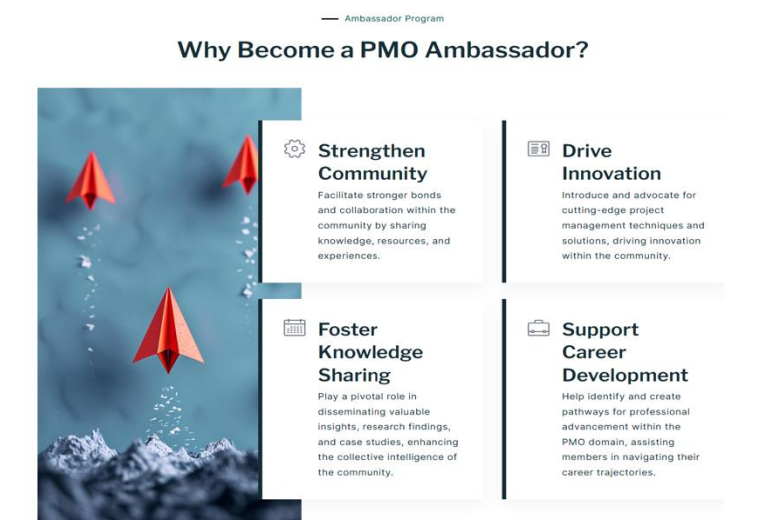 Ambassador Program
Why Become a PMO Ambassador?
Strengthen
Community
Facilitate stronger bonds
and collaboration within the
community by sharing
knowledge, resources, and
experiences.
Drive
Innovation
Introduce and advocate for
cutting-edge project
management techniques and
solutions, driving innovation
within the community.
Foster
Knowledge
Sharing
Play a pivotal role in
disseminating valuable
insights, research findings,
and case studies, enhancing
the collective intelligence of
the community.
Support
Career
Development
Help identify and create
pathways for professional
advancement within the
PMO domain, assisting
members in navigating their
career trajectories.